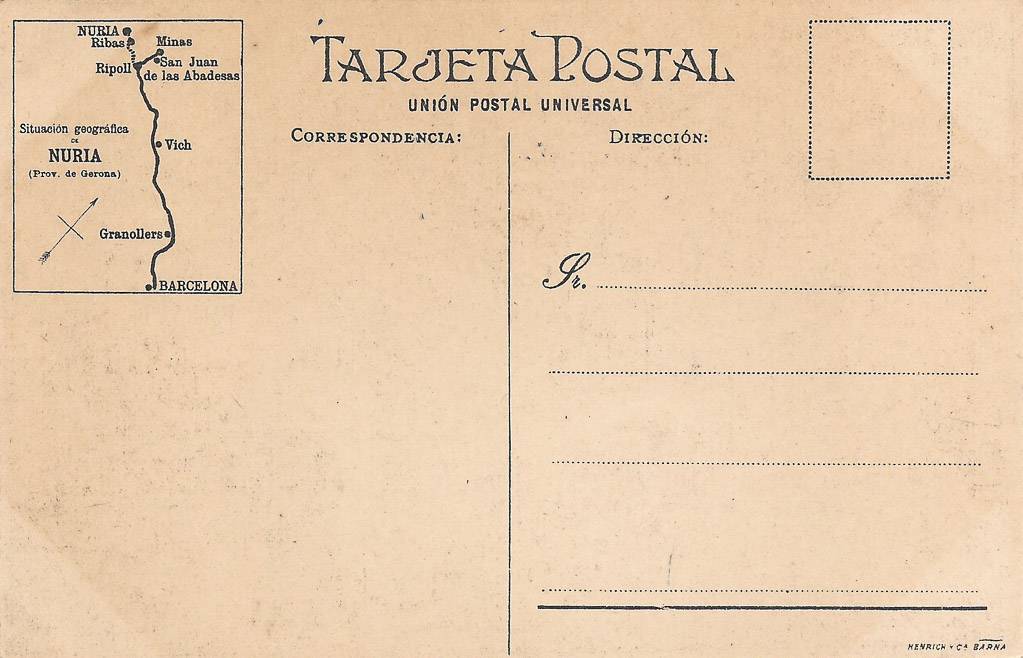 NURIA
Ribas
Minas
Ripoll
San Juan
de las Abadesas
Situación geográfica
DE
NURIA
(Prov. de Gerona)
Vich
Granollers
BARCELONA
TARJETA POSTAL
UNIÓN POSTAL UNIVERSAL
CORRESPONDENCIA:
DIRECCIÓN:
Sr.
HENRICH Y Cª BARNA